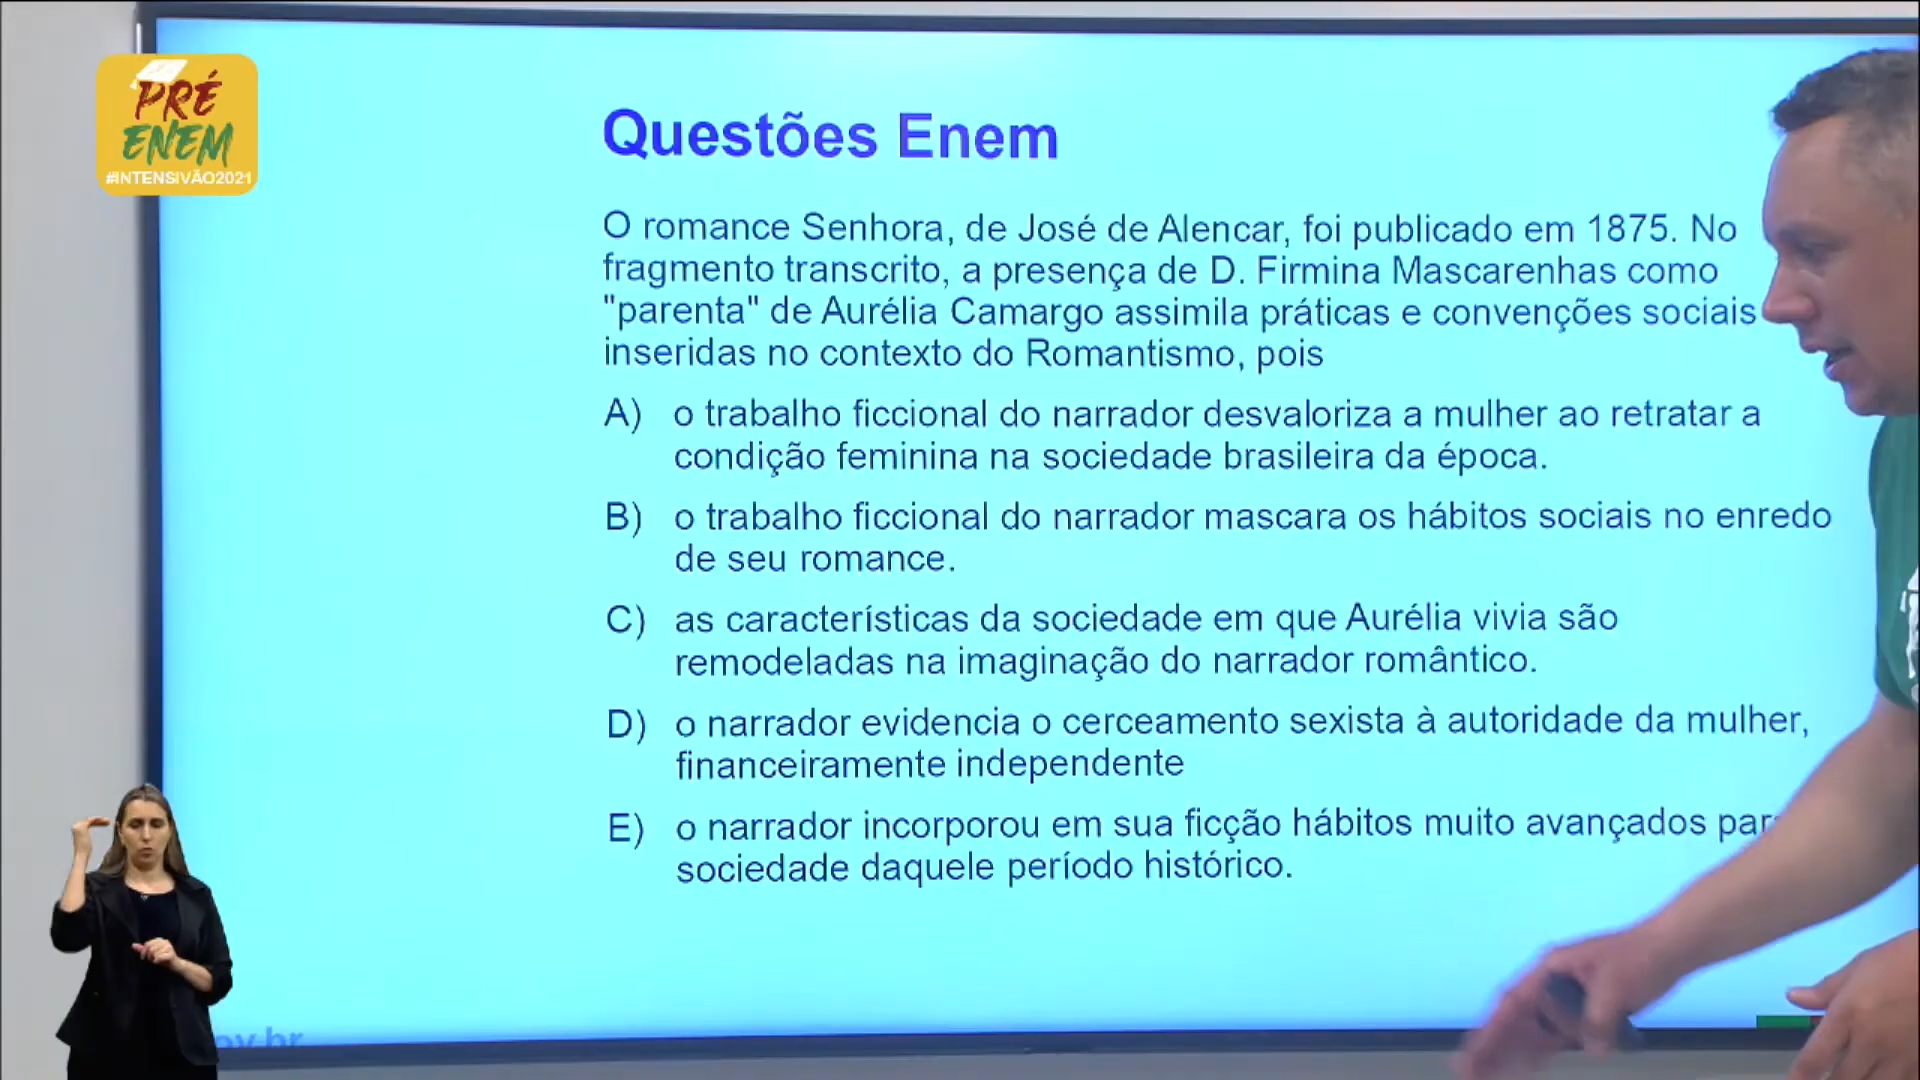 PRÉ
ENEM
#INTENSIVÃO2021
Questões Enem
O romance Senhora, de José de Alencar, foi publicado em 1875. No
fragmento transcrito, a presença de D. Firmina Mascarenhas como
"parenta" de Aurélia Camargo assimila práticas e convenções sociais
inseridas no contexto do Romantismo, pois
A) o trabalho ficcional do narrador desvaloriza a mulher ao retratar a
condição feminina na sociedade brasileira da época.
B) o trabalho ficcional do narrador mascara os hábitos sociais no enredo
de seu romance.
C) as características da sociedade em que Aurélia vivia são
remodeladas na imaginação do narrador romântico.
D) o narrador evidencia o cerceamento sexista à autoridade da mulher,
financeiramente independente
E) o narrador incorporou em sua ficção hábitos muito avançados
sociedade daquele período histórico.